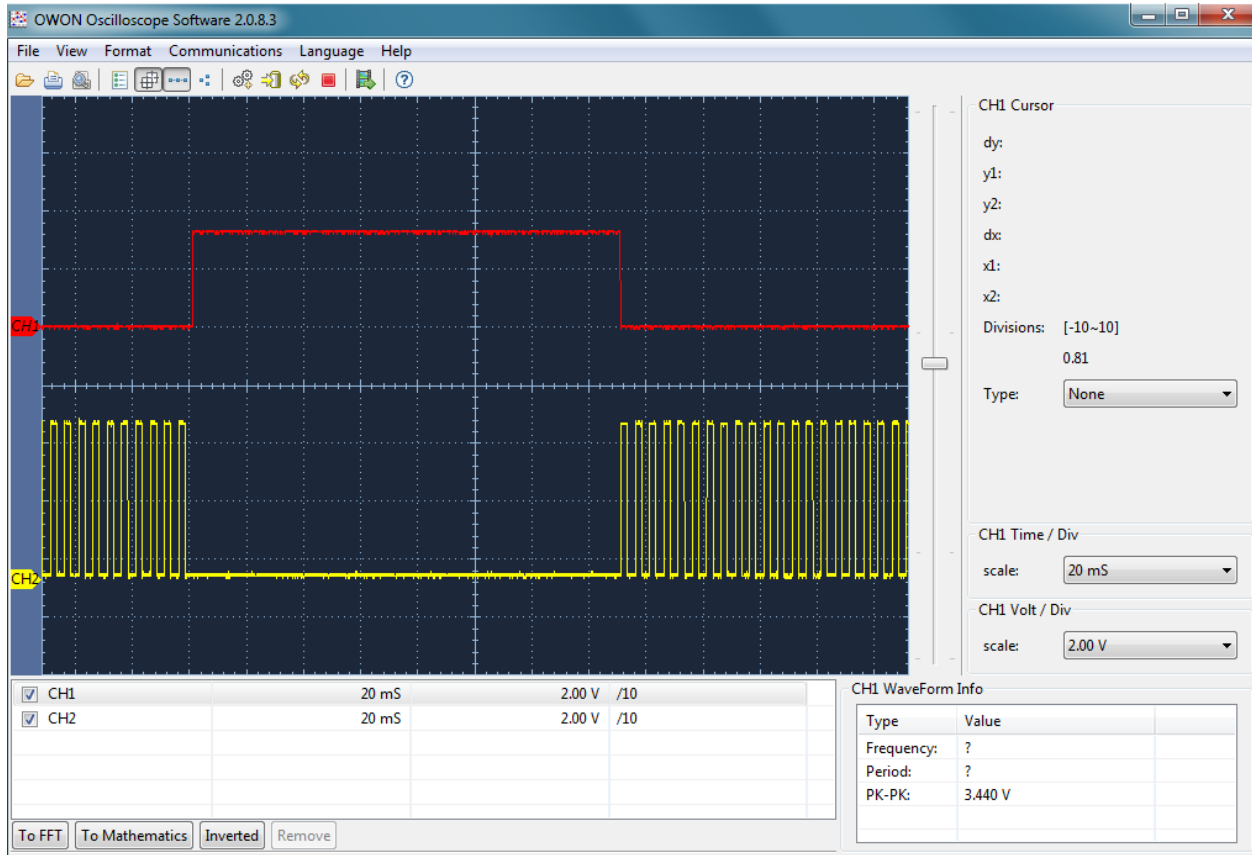 OWON Oscilloscope Software 2.0.8.3
File View Format Communications Language Help
CH1 Cursor
dy:
y1:
y2:
dx:
x1:
x2:
Divisions: [-10~10]
0.81
Type: None
CH1
CH2
CH1 Time / Div
scale: 20 mS
CH1 Volt / Div
scale: 2.00 V
CH1 20 mS 2.00 V /10
CH2 20 mS 2.00 V /10
CH1 WaveForm Info
Type Value
Frequency: ?
Period: ?
PK-PK: 3.440 V
To FFT To Mathematics Inverted Remove